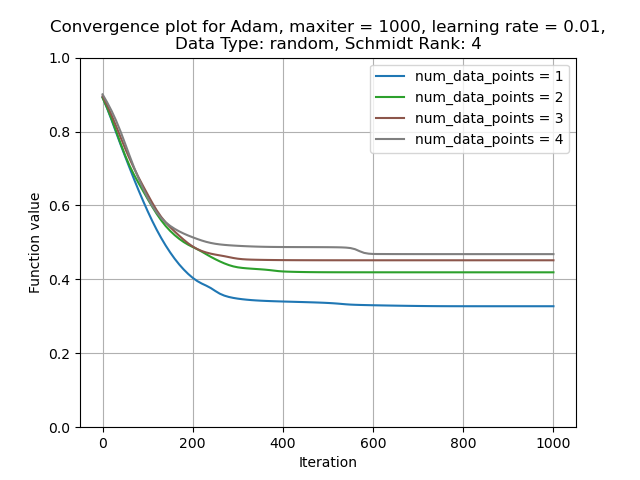 Convergence plot for Adam, maxiter = 1000, learning rate = 0.01,
Data Type: random, Schmidt Rank: 4
num_data_points = 1
num_data_points = 2
num_data_points = 3
num_data_points = 4
Function value
1.0
0.8
0.6
0.4
0.2
0.0
0 200 400 600 800 1000
Iteration